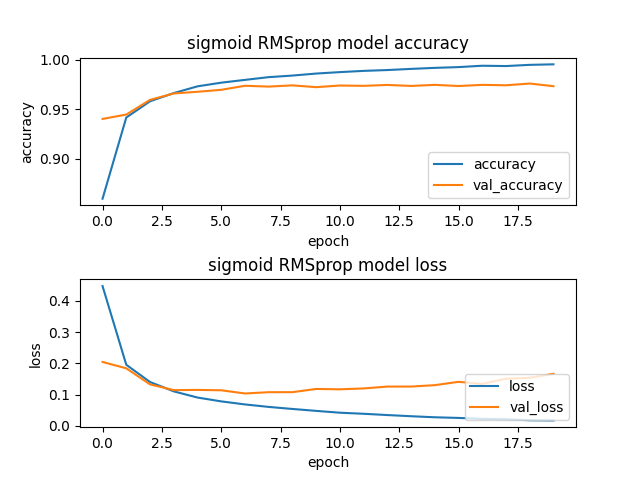 sigmoid RMSprop model accuracy
1.00
0.95
0.90
accuracy
accuracy
val_accuracy
0.0 2.5 5.0 7.5 10.0 12.5 15.0 17.5
epoch
sigmoid RMSprop model loss
0.4
0.3
0.2
0.1
0.0
loss
loss
val_loss
0.0 2.5 5.0 7.5 10.0 12.5 15.0 17.5
epoch